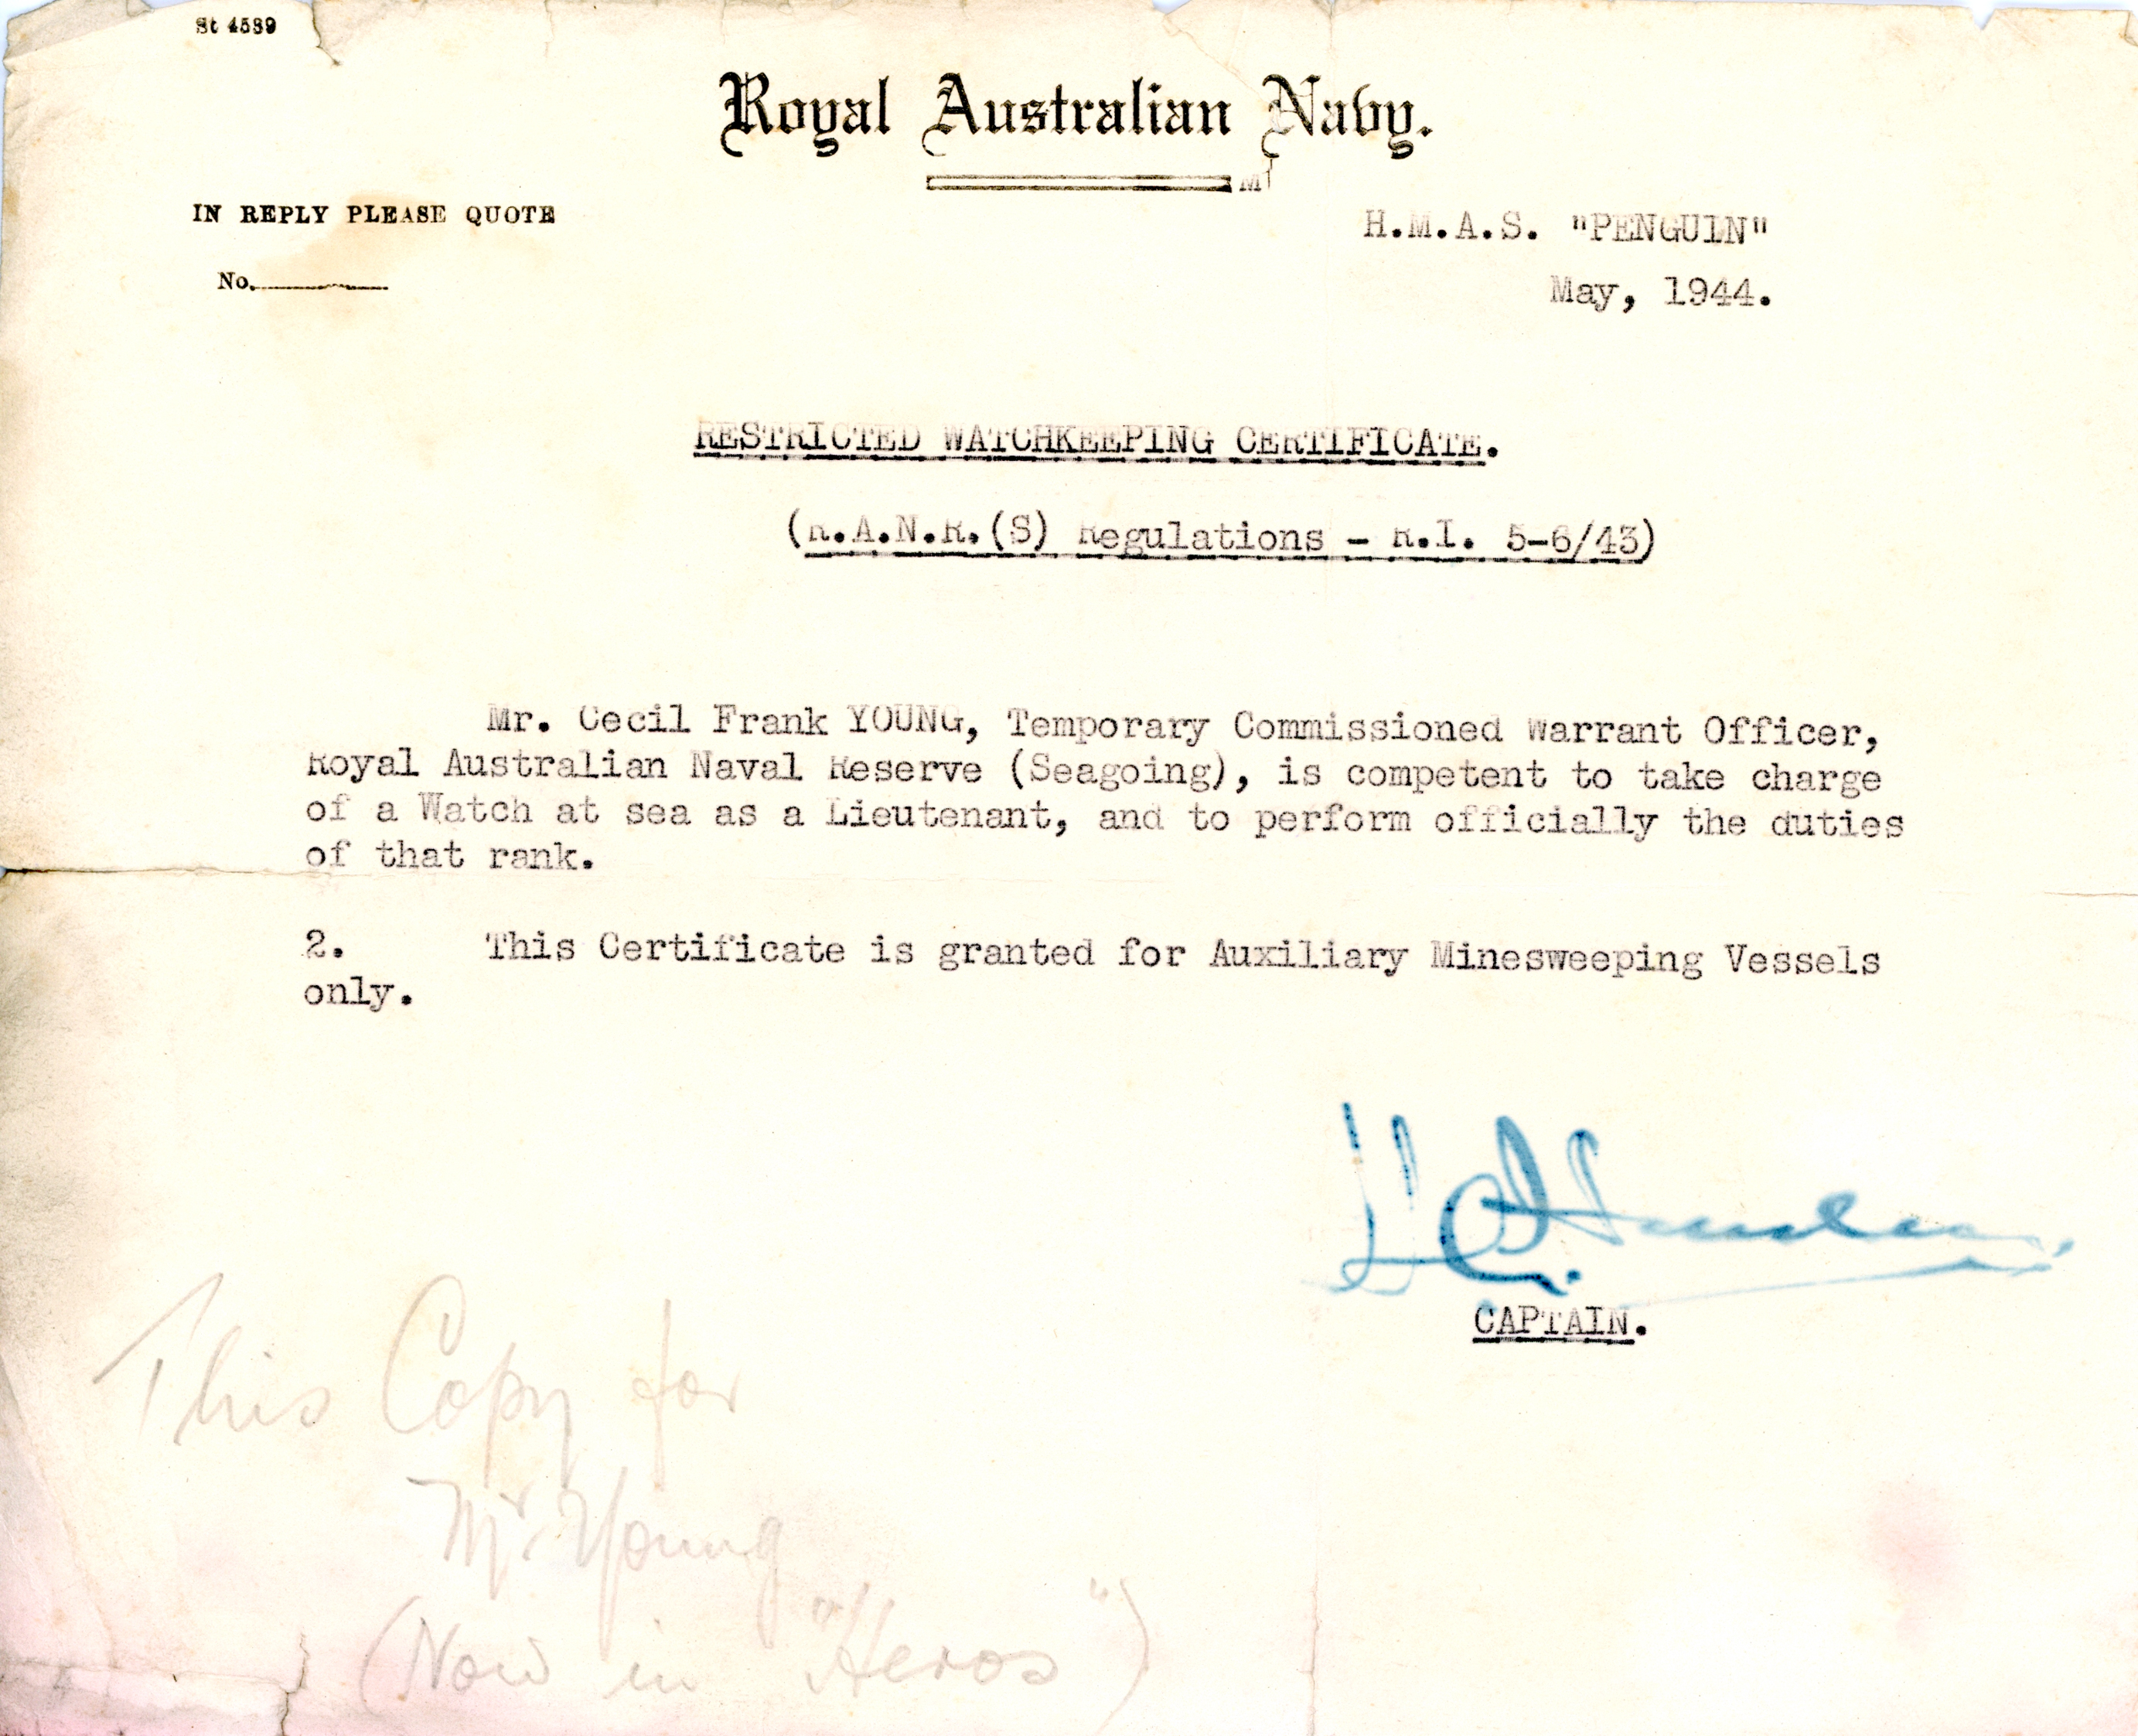 St 4589
Royal Australian Navy.
IN REPLY PLEASE QUOTE
H.M.A.S. "PENGUIN"
No.
May, 1944.
RESTRICTED WATCHKEEPING CERTIFICATE.
(R.A.N.R.(S) Regulations - R.I. 5-6/43)
Mr. Cecil Frank YOUNG, Temporary Commissioned Warrant Officer,
Royal Australian Naval Reserve (Seagoing), is competent to take charge
of a Watch at sea as a Lieutenant, and to perform officially the duties
of that rank.
2. This Certificate is granted for Auxiliary Minesweeping Vessels
only.
CAPTAIN.
This Copy for
Mr. Young
(Now in "Heros")